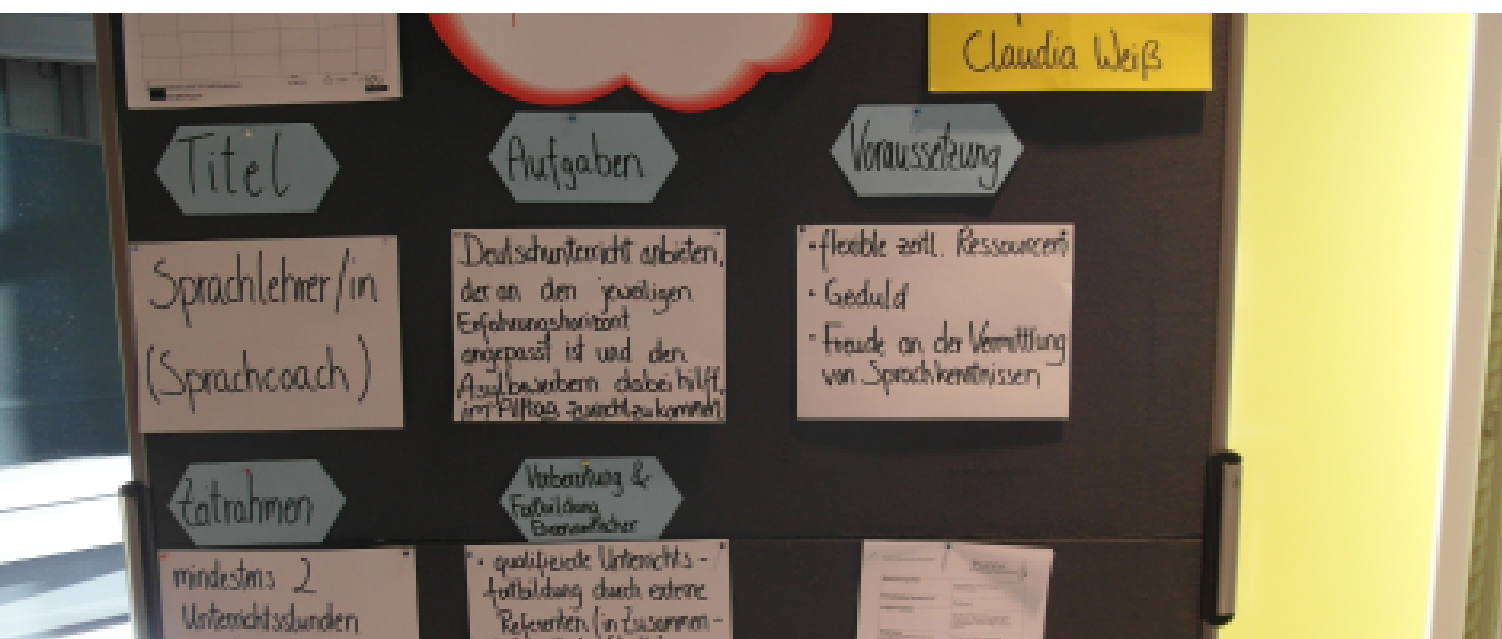 Claudia Weiß
Titel
Aufgaben
Voraussetzung
Sprachlehrer/in
(Sprachcoach)
Deutschunterricht anbieten,
der an den jeweiligen
Erfahrungshorizont
angepasst ist und den
Asylbewerbern dabei hilft,
im Alltag zurechtzukommen
- flexible zeitl. Ressourcen
- Geduld
- Freude an der Vermittlung
von Sprachkenntnissen
Zeitrahmen
Vorbereitung &
Fortbildung
Ehrenamtlicher
mindestens 2
Unterrichtsstunden
• qualifizierte Unterrichts-
fortbildung durch externe
Referenten (in Zusammen-